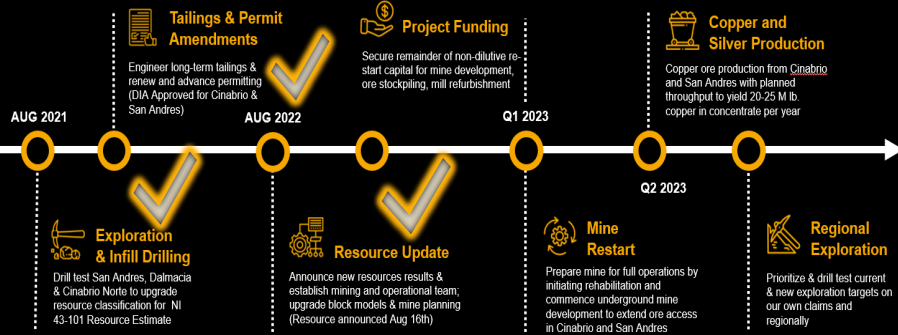 Tailings & Permit
Amendments
Engineer long-term tailings &
renew and advance permitting
(DIA Approved for Cinabrio &
San Andres)
Project Funding
Secure remainder of non-dilutive re-
start capital for mine development,
ore stockpiling, mill refurbishment
Copper and
Silver Production
Copper ore production from Cinabrio
and San Andres with planned
throughput to yield 20-25 M lb.
copper in concentrate per year
AUG 2021
AUG 2022
Q1 2023
Q2 2023
Exploration
& Infill Drilling
Drill test San Andres, Dalmacia
& Cinabrio Norte to upgrade
resource classification for NI
43-101 Resource Estimate
Resource Update
Announce new resources results &
establish mining and operational team;
upgrade block models & mine planning
(Resource announced Aug 16th)
Mine
Restart
Prepare mine for full operations by
initiating rehabilitation and
commence underground mine
development to extend ore access
in Cinabrio and San Andres
Regional
Exploration
Prioritize & drill test current
& new exploration targets on
our own claims and
regionally